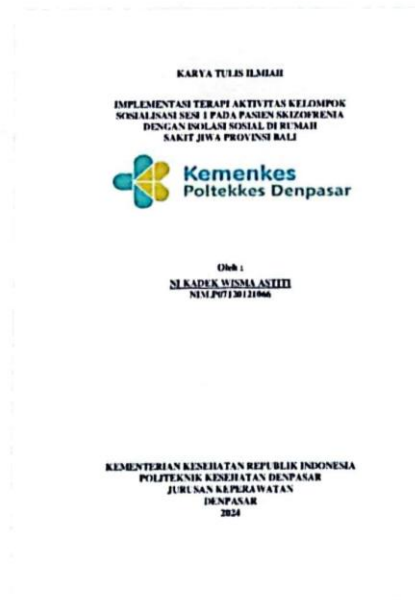 KARYA TULIS ILMIAH
IMPLEMENTASI TERAPI AKTIVITAS KELOMPOK
SOSIALISASI SESI 1 PADA PASIEN SKIZOFRENIA
DENGAN ISOLASI SOSIAL DI RUMAH
SAKIT JIWA PROVINSI BALI
Kemenkes
Poltekkes Denpasar
Oleh :
NI KADEK WISMA ASTITI
NIM.P07120121066
KEMENTERIAN KESEHATAN REPUBLIK INDONESIA
POLITEKNIK KESEHATAN DENPASAR
JURUSAN KEPERAWATAN
DENPASAR
2024